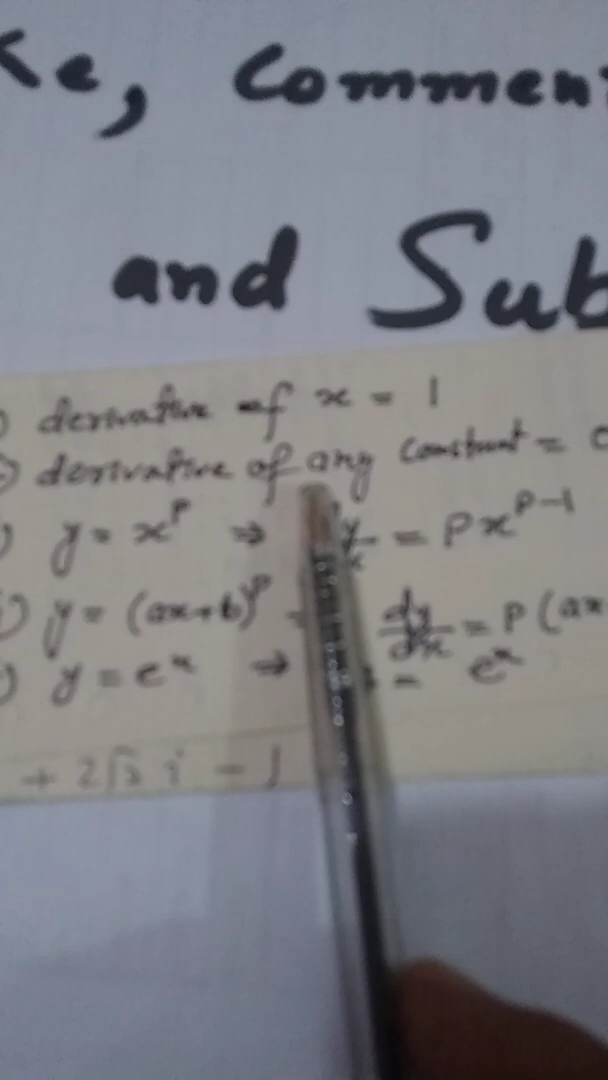 ke, Comment
and Sub
derivative of x = 1
derivative of any constant =
y = x^p ⇒ = Px^{P-1}
y = (ax+b)^p dy/dx = P(ax
y = e^x ⇒ = e^x
+ 2√2 i - 1